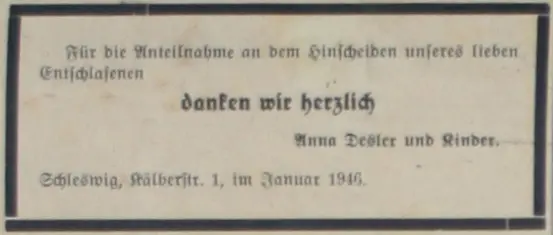 Für die Anteilnahme an dem Hinscheiden unseres lieben
Entschlafenen
danken wir herzlich
Anna Desler und Kinder.
Schleswig, Kälberstr. 1, im Januar 1946.